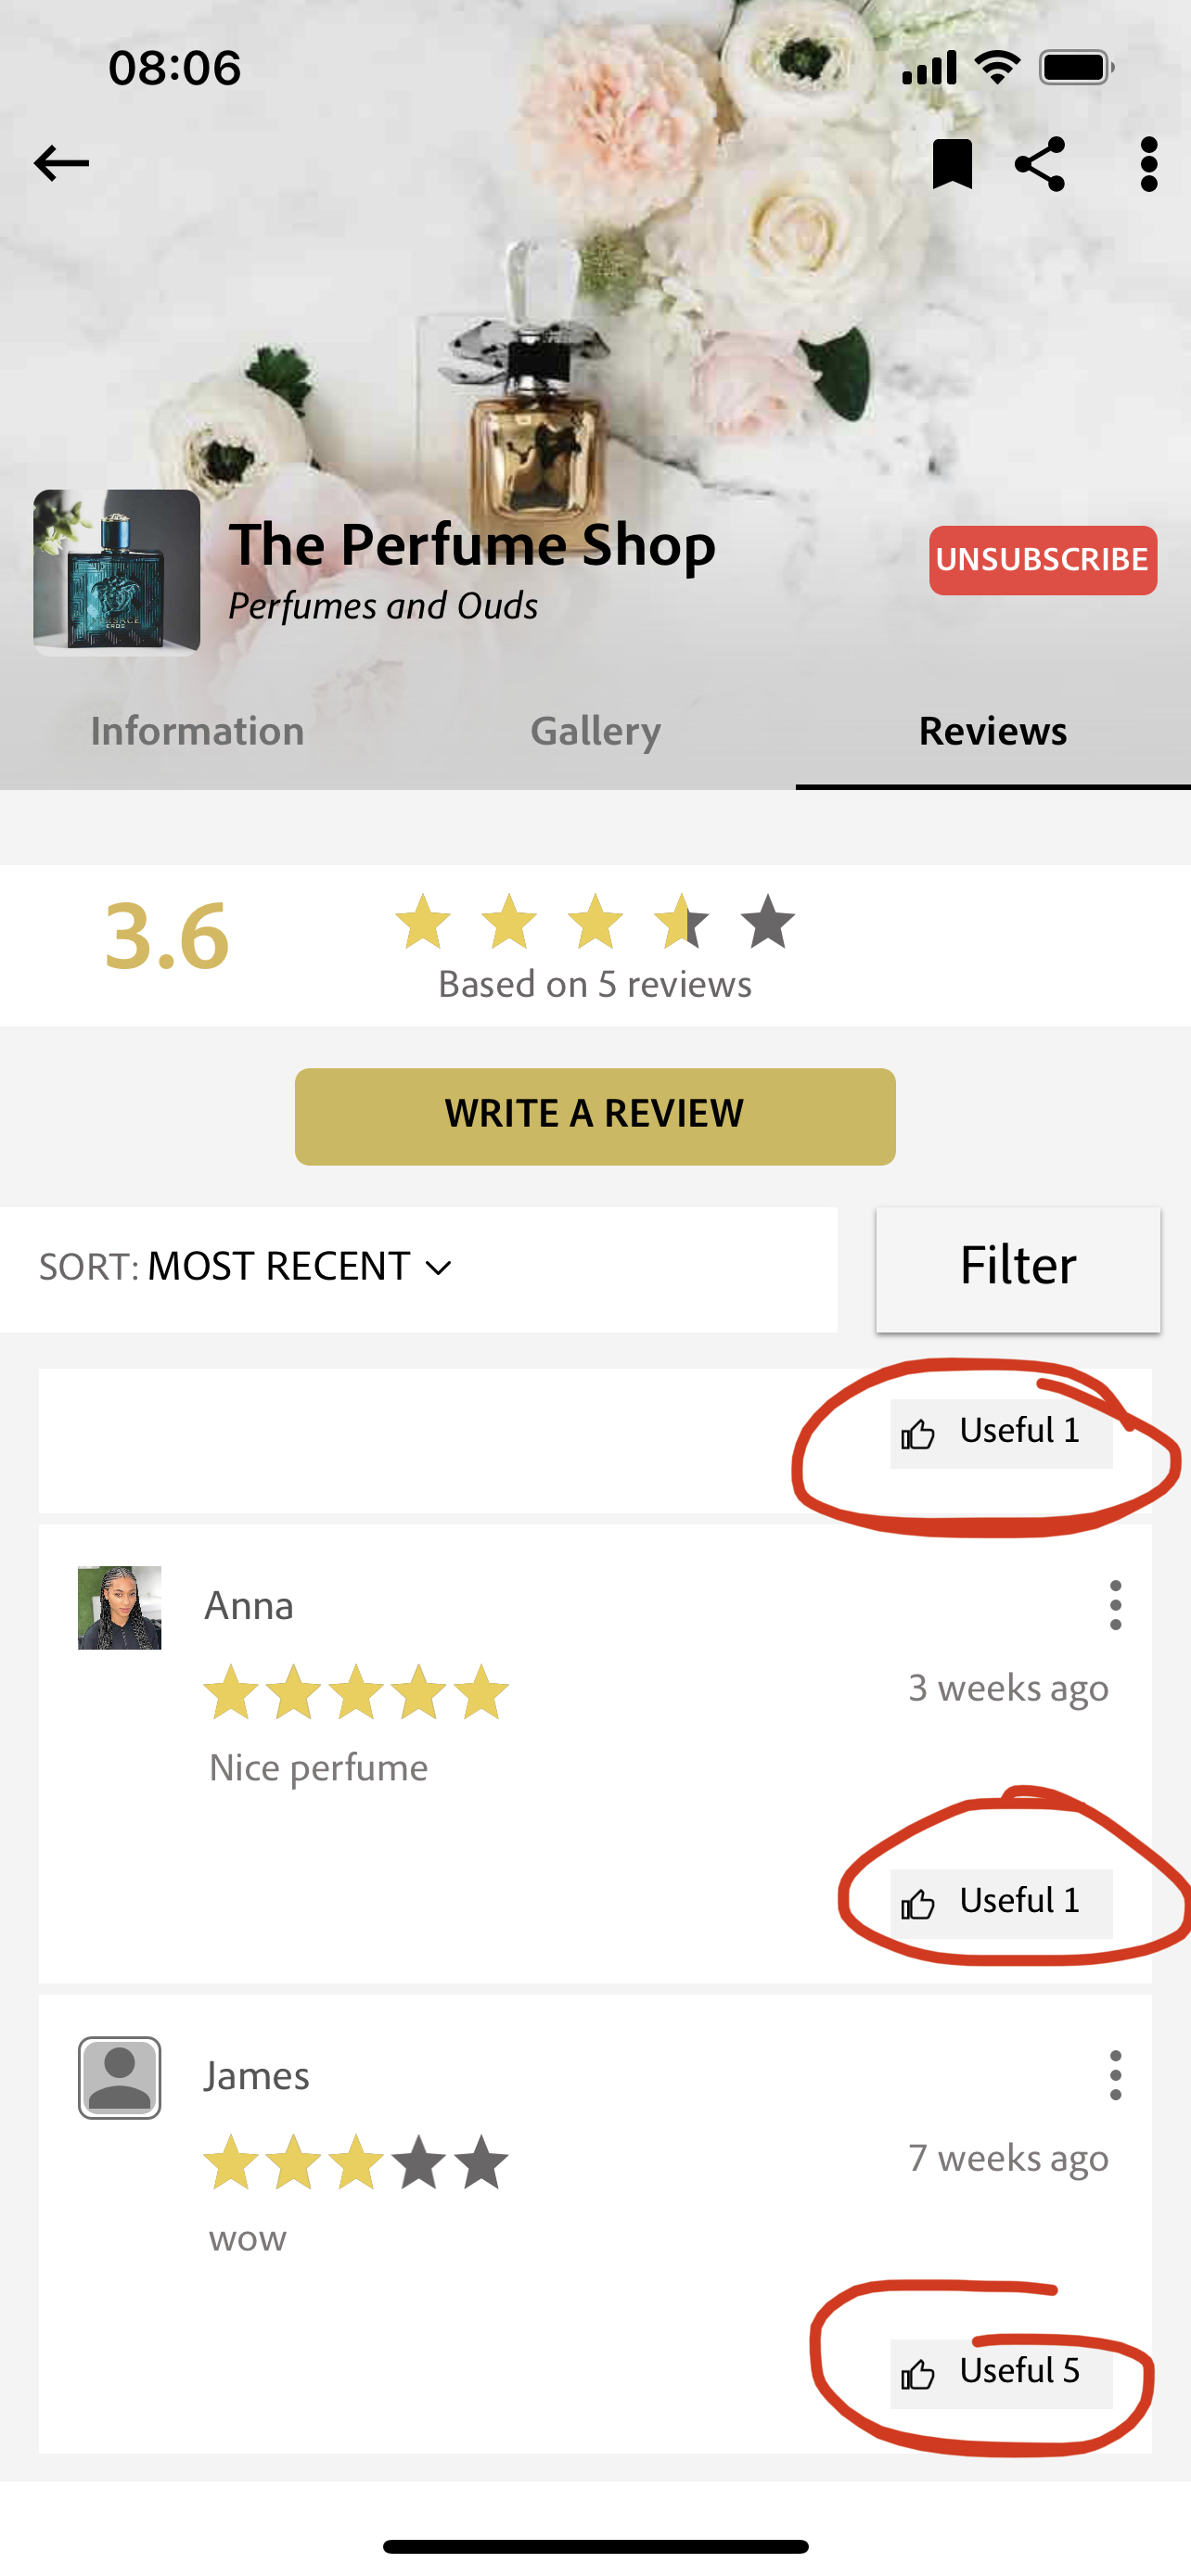 08:06
The Perfume Shop
UNSUBSCRIBE
Perfumes and Ouds
VERSACE
EROS
Information Gallery Reviews
3.6
Based on 5 reviews
WRITE A REVIEW
SORT: MOST RECENT Filter
Useful 1
Anna
3 weeks ago
Nice perfume
Useful 1
James
7 weeks ago
wow
Useful 5